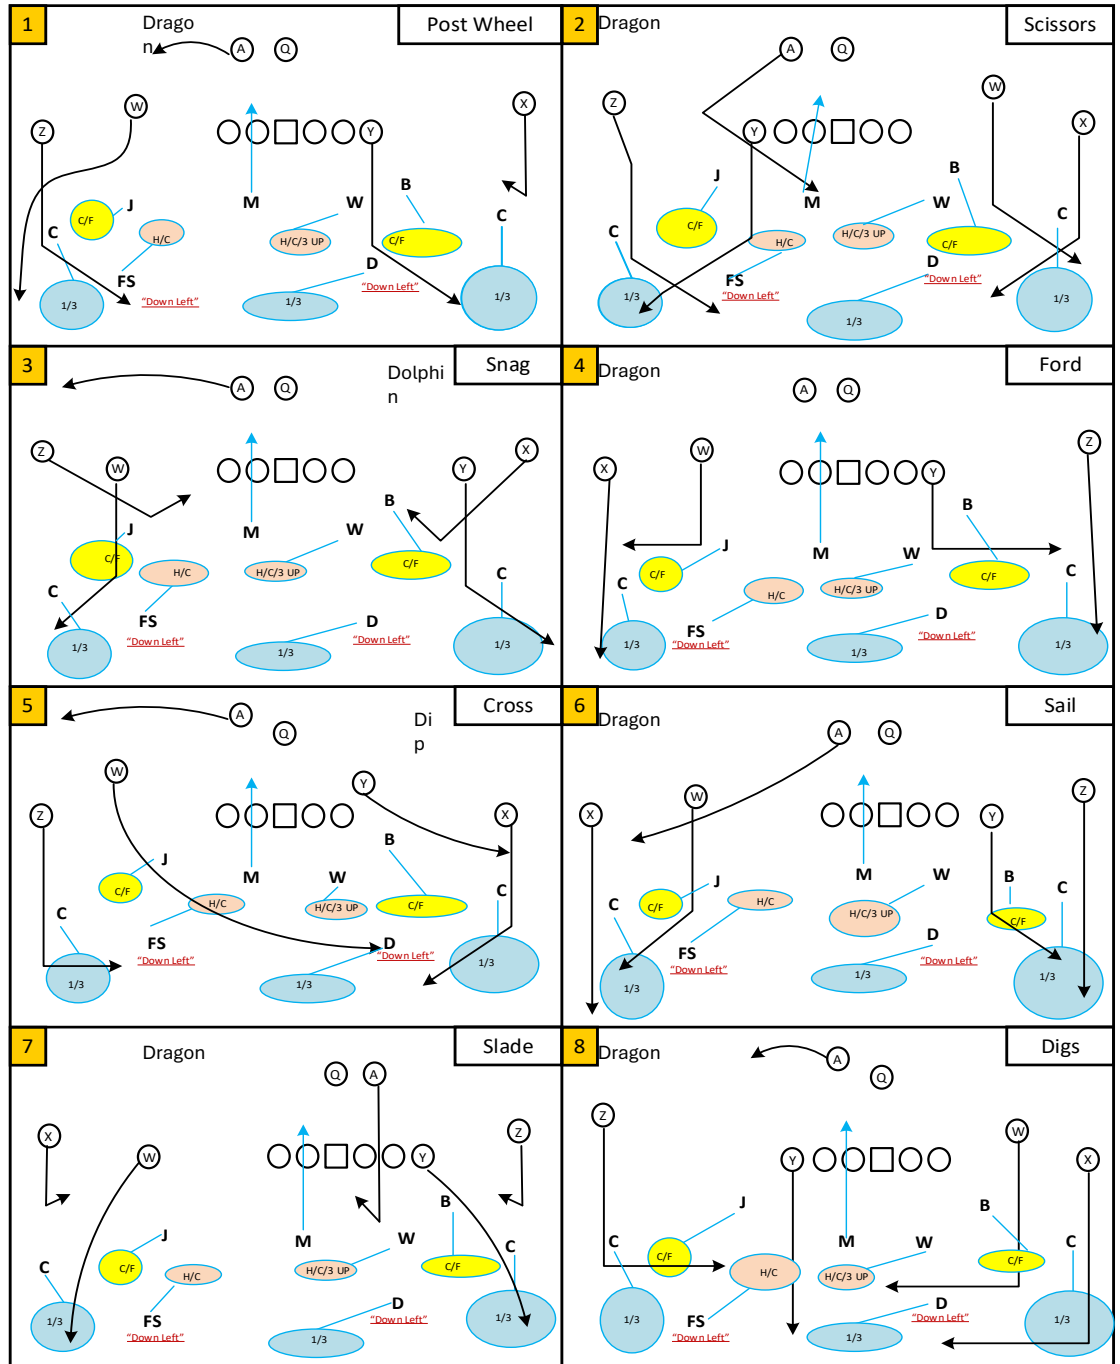 1
Drago
n
Post Wheel
A
Q
W
Z
X
Y
J
C/F
C
H/C
M
W
B
H/C/3 UP
C/F
C
D
FS
"Down Left"
"Down Left"
1/3
1/3
1/3
2
Dragon
Scissors
A
Q
Z
W
X
Y
J
B
M
W
C
C/F
C
H/C
H/C/3 UP
C/F
D
FS
"Down Left"
"Down Left"
1/3
1/3
1/3
3
Dolphi
n
Snag
A
Q
Z
X
W
Y
B
J
M
W
C/F
H/C
H/C/3 UP
C/F
C
C
FS
D
"Down Left"
"Down Left"
1/3
1/3
1/3
4
Dragon
Ford
A
Q
X
W
Z
Y
B
J
M
W
C/F
C/F
C
H/C
H/C/3 UP
C
D
FS
"Down Left"
"Down Left"
1/3
1/3
1/3
5
Di
p
Cross
A
Q
W
Y
Z
X
B
J
M
W
C/F
C
H/C
H/C/3 UP
C/F
C
FS
D
"Down Left"
"Down Left"
1/3
1/3
1/3
6
Dragon
Sail
A
Q
X
W
Z
Y
J
M
W
B
C
C/F
H/C
H/C/3 UP
C/F
C
FS
D
"Down Left"
"Down Left"
1/3
1/3
1/3
7
Dragon
Slade
Q
A
X
Z
W
Y
B
J
M
W
C
C
C/F
H/C
H/C/3 UP
C/F
D
FS
"Down Left"
"Down Left"
1/3
1/3
1/3
8
Dragon
Digs
A
Q
Z
W
Y
X
J
B
C
M
W
C
C/F
H/C
H/C/3 UP
C/F
D
FS
"Down Left"
"Down Left"
1/3
1/3
1/3